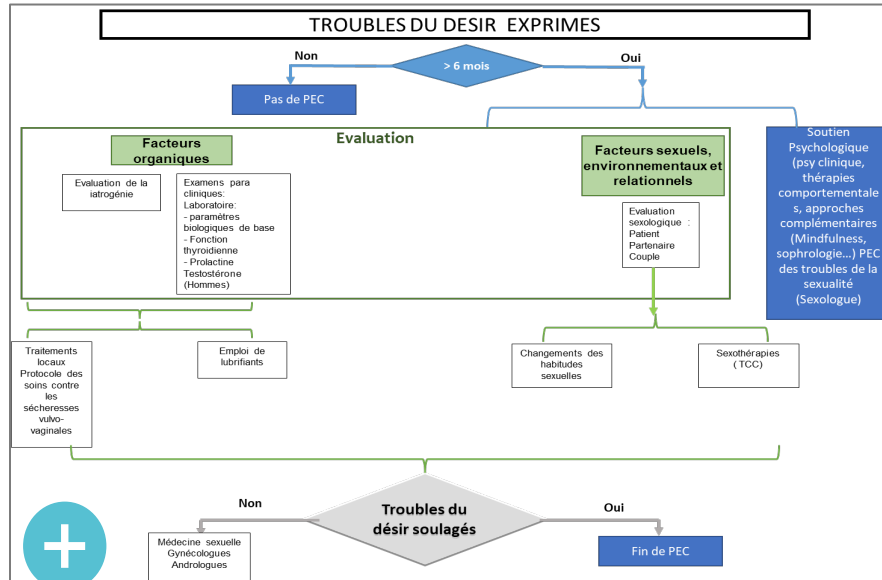 TROUBLES DU DESIR EXPRIMES
Non
> 6 mois
Oui
Pas de PEC
Evaluation
Facteurs
organiques
Evaluation de la
iatrogénie
Examens para
cliniques:
Laboratoire:
- paramètres
biologiques de base
- Fonction
thyroidienne
- Prolactine
Testostérone
(Hommes)
Facteurs sexuels,
environnementaux et
relationnels
Evaluation
sexologique :
Patient
Partenaire
Couple
Soutien
Psychologique
(psy clinique,
thérapies
comportementale
s, approches
complémentaires
(Mindfulness,
sophrologie...) PEC
des troubles de la
sexualité
(Sexologue)
Traitements
locaux
Protocole des
soins contre
les
sécheresses
vulvo-
vaginales
Emploi de
lubrifiants
Changements des
habitudes
sexuelles
Sexothérapies
(TCC)
Non
Troubles du
désir soulagés
Oui
Médecine sexuelle
Gynécologues
Andrologues
Fin de PEC